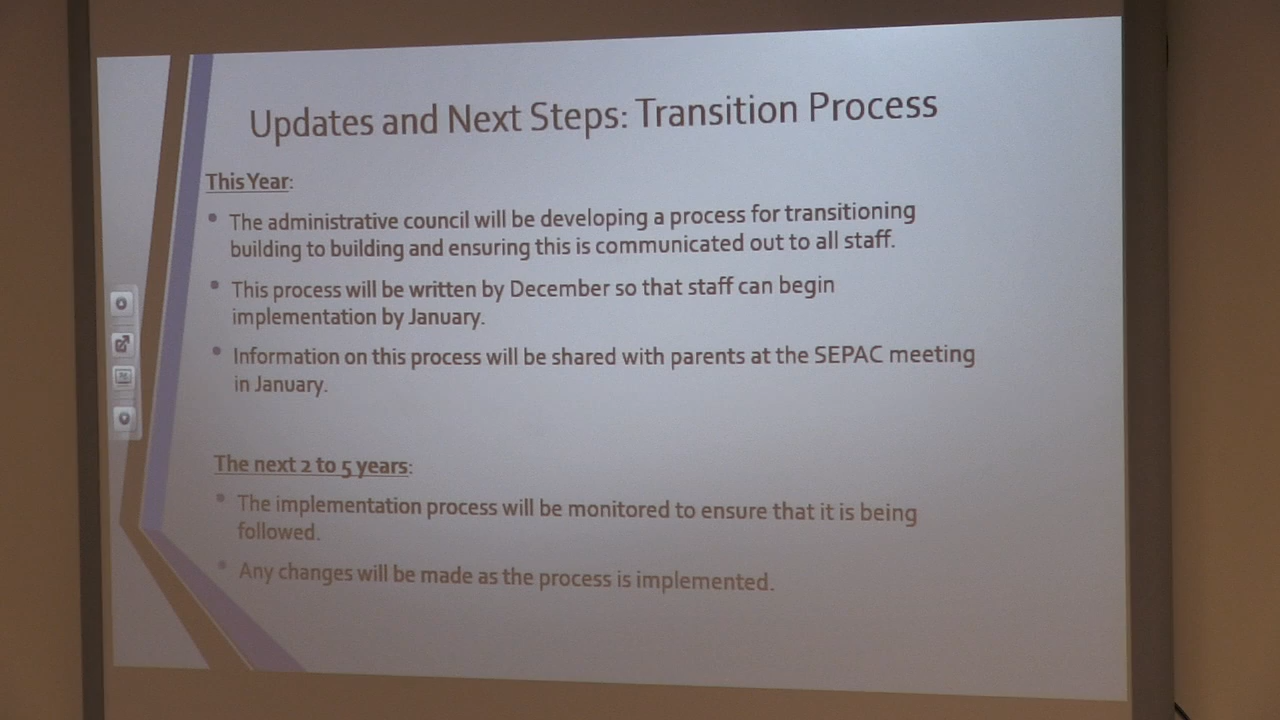 Updates and Next Steps: Transition Process
This Year:
• The administrative council will be developing a process for transitioning
building to building and ensuring this is communicated out to all staff.
• This process will be written by December so that staff can begin
implementation by January.
• Information on this process will be shared with parents at the SEPAC meeting
in January.
The next 2 to 5 years:
• The implementation process will be monitored to ensure that it is being
followed.
• Any changes will be made as the process is implemented.